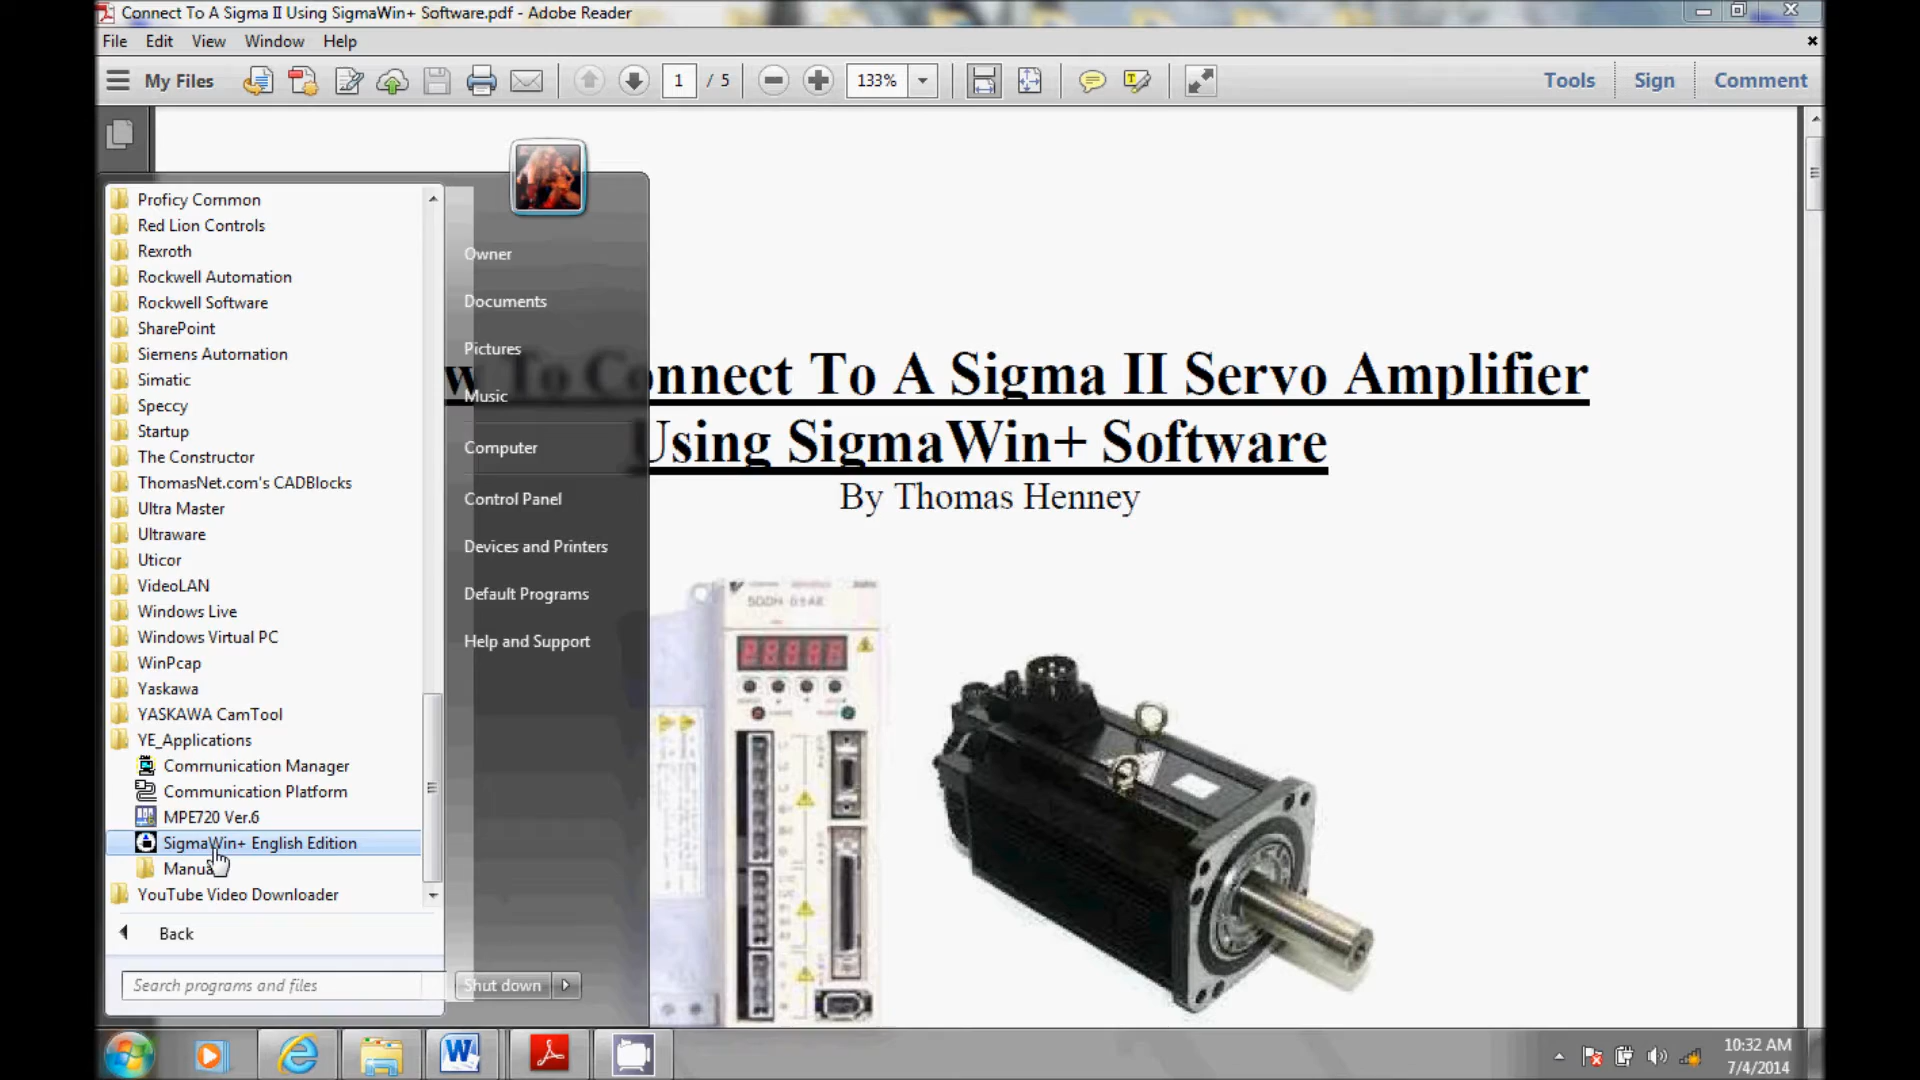 Connect To A Sigma II Using SigmaWin+ Software.pdf - Adobe Reader
File Edit View Window Help
My Files 1 / 5 133% Tools Sign Comment
Proficy Common
Red Lion Controls
Rexroth
Rockwell Automation
Rockwell Software
SharePoint
Siemens Automation
Simatic
Speccy
Startup
The Constructor
ThomasNet.com's CADBlocks
Ultra Master
Ultraware
Uticor
VideoLAN
Windows Live
Windows Virtual PC
WinPcap
Yaskawa
YASKAWA CamTool
YE_Applications
Communication Manager
Communication Platform
MPE720 Ver.6
SigmaWin+ English Edition
Manua
YouTube Video Downloader
Back
Search programs and files
Owner
Documents
Pictures
Music
Computer
Control Panel
Devices and Printers
Default Programs
Help and Support
Shut down
w To Connect To A Sigma II Servo Amplifier
Using SigmaWin+ Software
By Thomas Henney
10:32 AM
7/4/2014